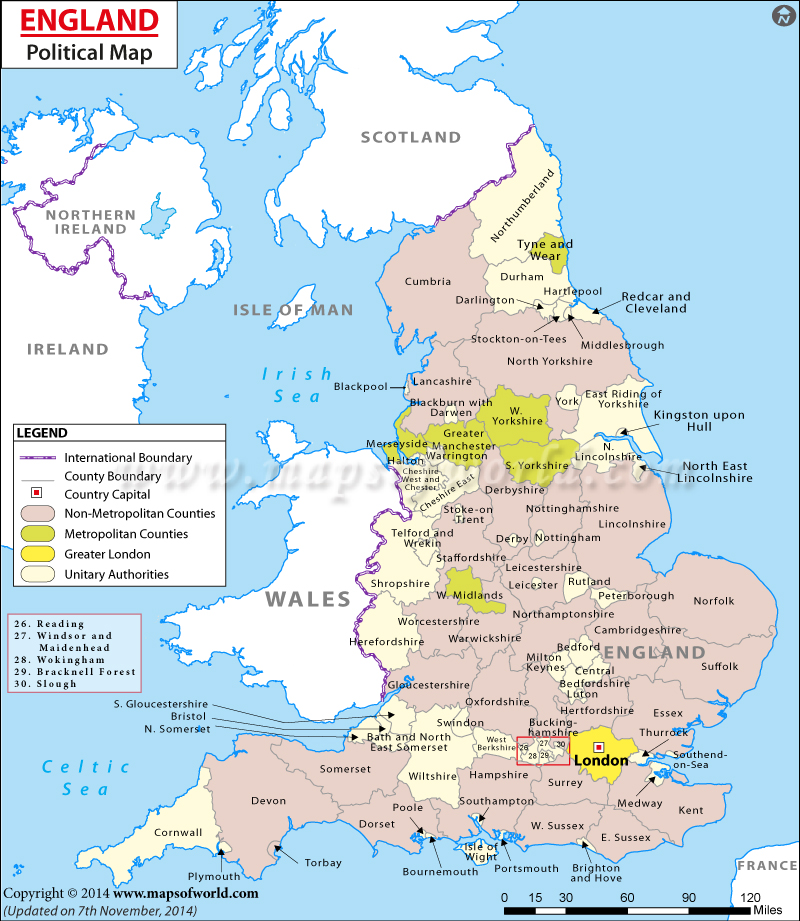 ENGLAND
Political Map
N
SCOTLAND
NORTHERN
IRELAND
ISLE OF MAN
IRELAND
Irish
Sea
Northumberland
Tyne and
Wear
Cumbria
Durham
Hartlepool
Darlington
Redcar and
Cleveland
Stockton-on-Tees
Middlesbrough
North Yorkshire
Blackpool
Lancashire
Blackburn with
Darwen
W.
Yorkshire
York
East Riding of
Yorkshire
Kingston upon
Hull
Merseyside
Greater
Manchester
Warrington
Halton
S. Yorkshire
N.
Lincolnshire
North East
Lincolnshire
Cheshire
West and
Chester
Cheshire East
Derbyshire
Stoke-on
Trent
Nottinghamshire
Lincolnshire
Telford and
Wrekin
Derby
Nottingham
Staffordshire
Leicestershire
Shropshire
W. Midlands
Leicester
Rutland
Peterborough
Norfolk
WALES
Worcestershire
Northamptonshire
Cambridgeshire
Herefordshire
Warwickshire
Bedford
ENGLAND
Milton
Keynes
Central
Bedfordshire
Luton
Suffolk
Gloucestershire
Oxfordshire
Hertfordshire
Essex
S. Gloucestershire
Bristol
N. Somerset
Swindon
Bucking-
hamshire
Thurrock
Bath and North
East Somerset
West
Berkshire
26
27
28
29
30
London
Southend-
on-Sea
Celtic
Sea
Somerset
Wiltshire
Hampshire
Surrey
Medway
Kent
Devon
Poole
Southampton
Cornwall
Dorset
W. Sussex
E. Sussex
Plymouth
Torbay
Bournemouth
Isle of
Wight
Portsmouth
Brighton
and Hove
FRANCE
LEGEND
International Boundary
County Boundary
Country Capital
Non-Metropolitan Counties
Metropolitan Counties
Greater London
Unitary Authorities
26. Reading
27. Windsor and
Maidenhead
28. Wokingham
29. Bracknell Forest
30. Slough
www.mapsofworld.com
Copyright © 2014 www.mapsofworld.com
(Updated on 7th November, 2014)
0 15 30 60 90 120
Miles